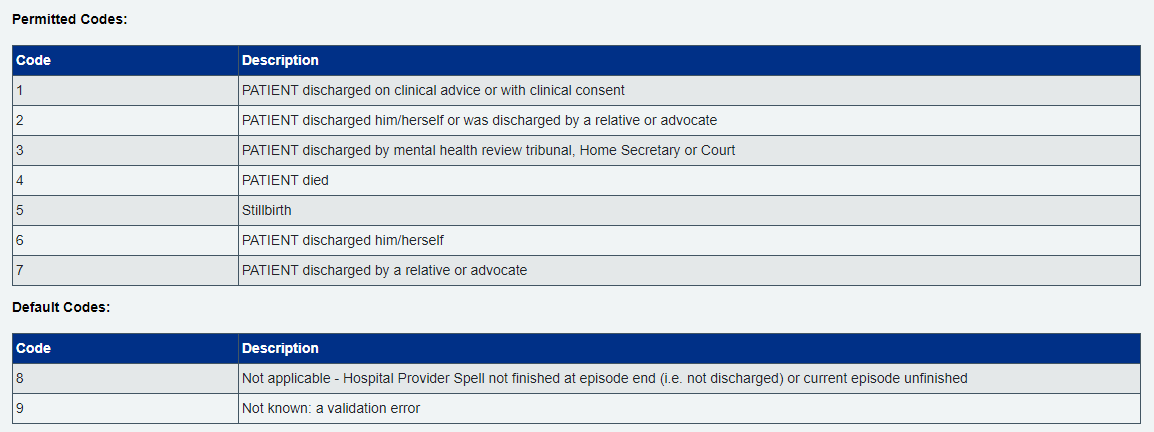 Permitted Codes:
Code Description
1 PATIENT discharged on clinical advice or with clinical consent
2 PATIENT discharged him/herself or was discharged by a relative or advocate
3 PATIENT discharged by mental health review tribunal, Home Secretary or Court
4 PATIENT died
5 Stillbirth
6 PATIENT discharged him/herself
7 PATIENT discharged by a relative or advocate
Default Codes:
Code Description
8 Not applicable - Hospital Provider Spell not finished at episode end (i.e. not discharged) or current episode unfinished
9 Not known: a validation error